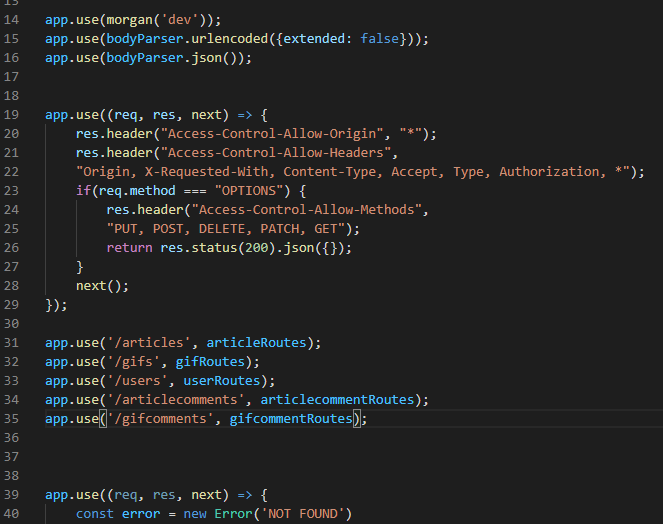 13
14 app.use(morgan('dev'));
15 app.use(bodyParser.urlencoded({extended: false}));
16 app.use(bodyParser.json());
17
18
19 app.use((req, res, next) => {
20 res.header("Access-Control-Allow-Origin", "*");
21 res.header("Access-Control-Allow-Headers",
22 "Origin, X-Requested-With, Content-Type, Accept, Type, Authorization, *");
23 if(req.method === "OPTIONS") {
24 res.header("Access-Control-Allow-Methods",
25 "PUT, POST, DELETE, PATCH, GET");
26 return res.status(200).json({});
27 }
28 next();
29 });
30
31 app.use('/articles', articleRoutes);
32 app.use('/gifs', gifRoutes);
33 app.use('/users', userRoutes);
34 app.use('/articlecomments', articlecommentRoutes);
35 app.use('/gifcomments', gifcommentRoutes);
36
37
38
39 app.use((req, res, next) => {
40 const error = new Error('NOT FOUND')